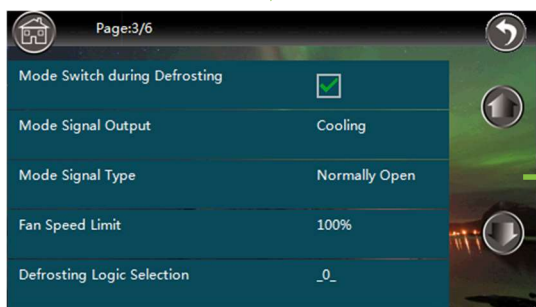 Page:3/6
Mode Switch during Defrosting
Mode Signal Output Cooling
Mode Signal Type Normally Open
Fan Speed Limit 100%
Defrosting Logic Selection _0_